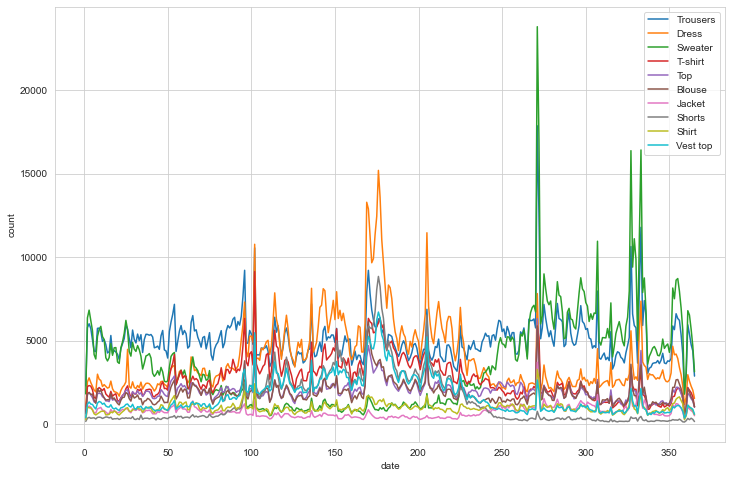 Trousers
Dress
Sweater
T-shirt
Top
Blouse
Jacket
Shorts
Shirt
Vest top
20000
15000
10000
5000
0
count
0 50 100 150 200 250 300 350
date